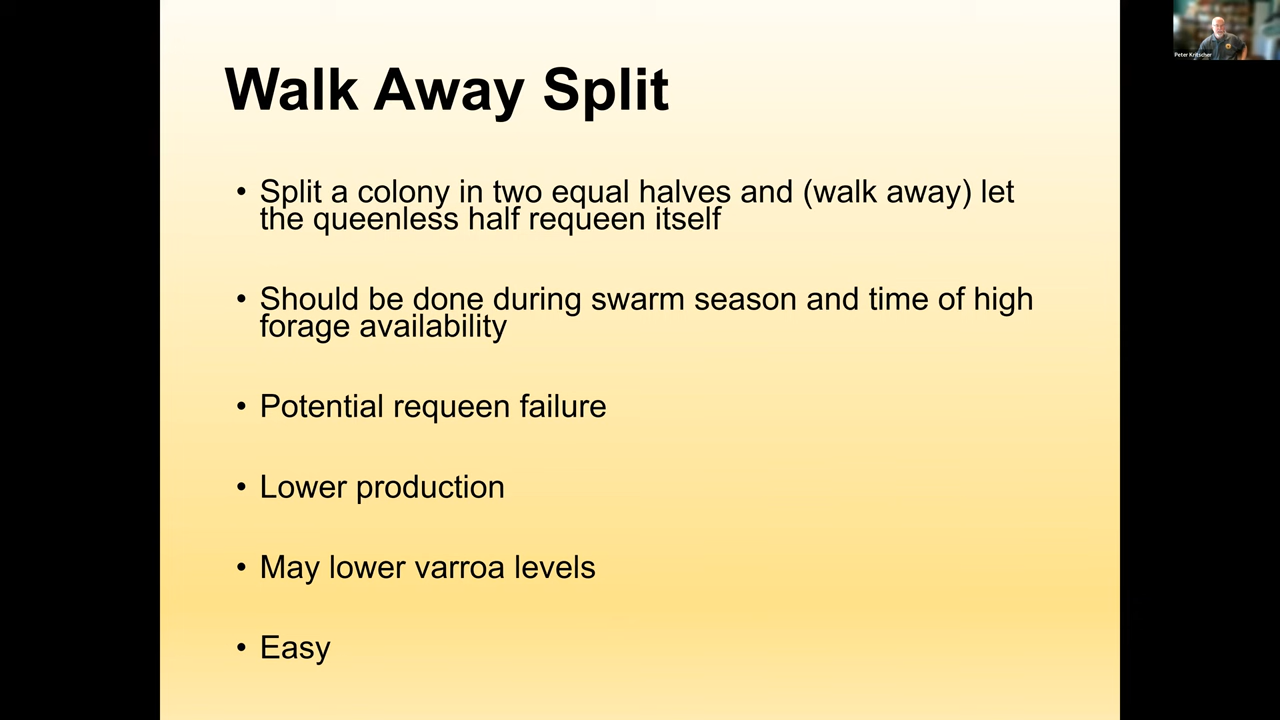 Walk Away Split
• Split a colony in two equal halves and (walk away) let
the queenless half requeen itself
• Should be done during swarm season and time of high
forage availability
• Potential requeen failure
• Lower production
• May lower varroa levels
• Easy
Peter Kritscher